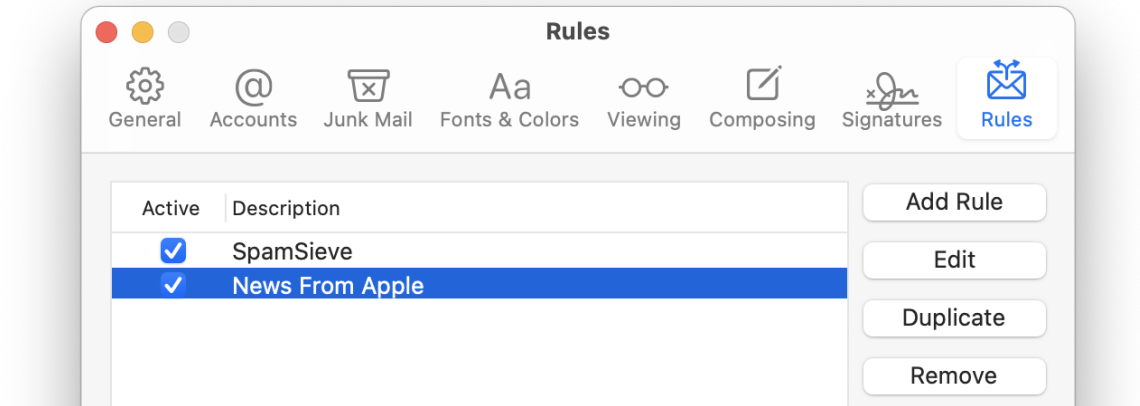 Rules
General
Accounts
Junk Mail
Aa
Fonts & Colors
Viewing
Composing
Signatures
Rules
Active Description
SpamSieve
News From Apple
Add Rule
Edit
Duplicate
Remove